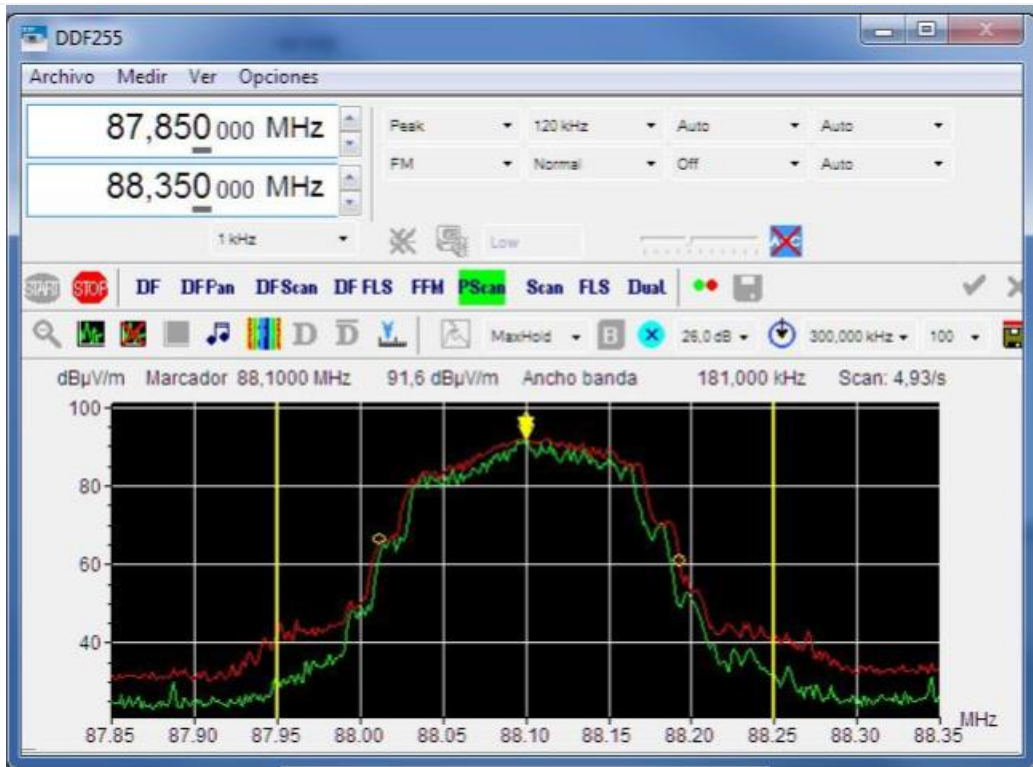 DDF255
Archivo Medir Ver Opciones
87,850 000 MHz Peak 120 kHz Auto Auto
88,350 000 MHz FM Normal Off Auto
1 kHz Low
START STOP DF DFPan DFScan DF FLS FFM PScan Scan FLS Dual
D D MaxHold B 26,0 dB 300,000 kHz 100
dBµV/m Marcador 88,1000 MHz 91,6 dBµV/m Ancho banda 181,000 kHz Scan: 4,93/s
100
80
60
40
MHz
87.85 87.90 87.95 88.00 88.05 88.10 88.15 88.20 88.25 88.30 88.35